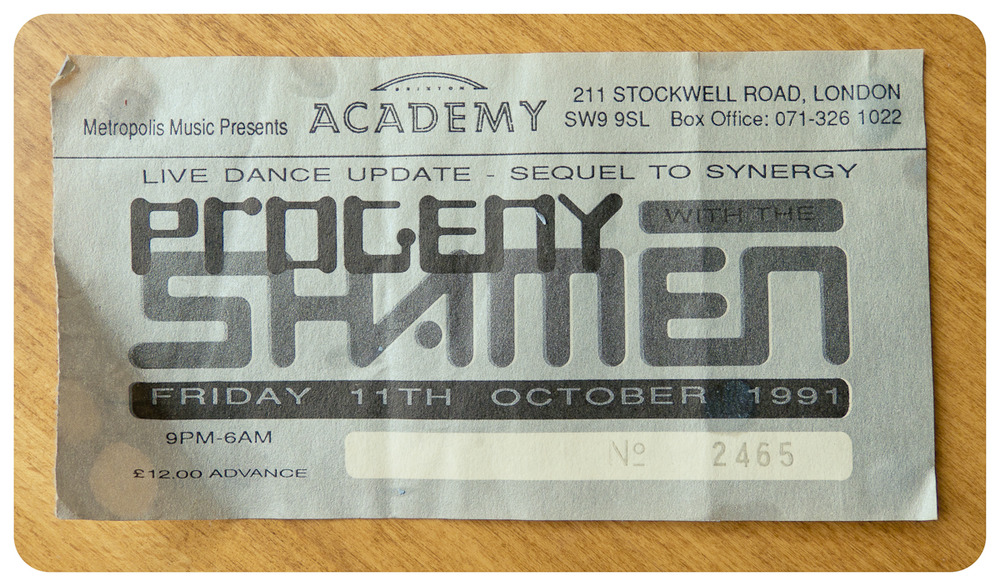 Metropolis Music Presents
BRIXTON
ACADEMY
211 STOCKWELL ROAD, LONDON
SW9 9SL Box Office: 071-326 1022
LIVE DANCE UPDATE - SEQUEL TO SYNERGY
PROGENY WITH THE
SHAMEN
FRIDAY 11TH OCTOBER 1991
9PM-6AM
£12.00 ADVANCE
Nº 2465